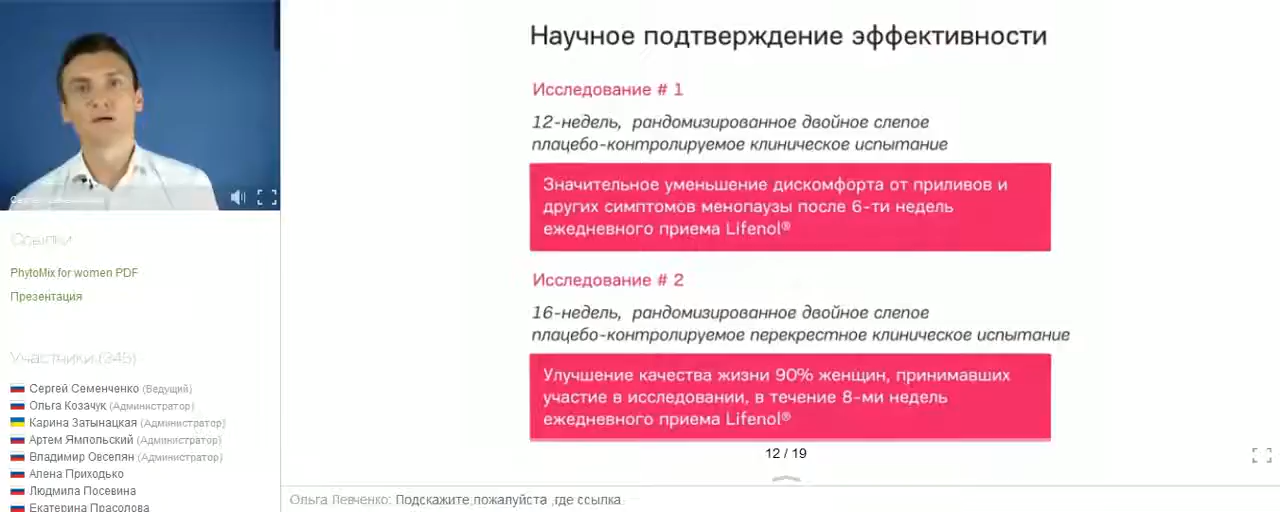 Научное подтверждение эффективности
Исследование # 1
12-недель, рандомизированное двойное слепое
плацебо-контролируемое клиническое испытание
Значительное уменьшение дискомфорта от приливов и
других симптомов менопаузы после 6-ти недель
ежедневного приема Lifenol®
Исследование # 2
16-недель, рандомизированное двойное слепое
плацебо-контролируемое перекрестное клиническое испытание
Улучшение качества жизни 90% женщин, принимавших
участие в исследовании, в течение 8-ми недель
ежедневного приема Lifenol®
12 / 19
Ссылки
PhytoMix for women PDF
Презентация
Участники (345)
Сергей Семенченко (Ведущий)
Ольга Козачук (Администратор)
Карина Затынацкая (Администратор)
Артем Ямпольский (Администратор)
Владимир Овсепян (Администратор)
Алена Приходько
Людмила Посевина
Екатерина Прасолова
Ольга Левченко: Подскажите,пожалуйста ,где ссылка